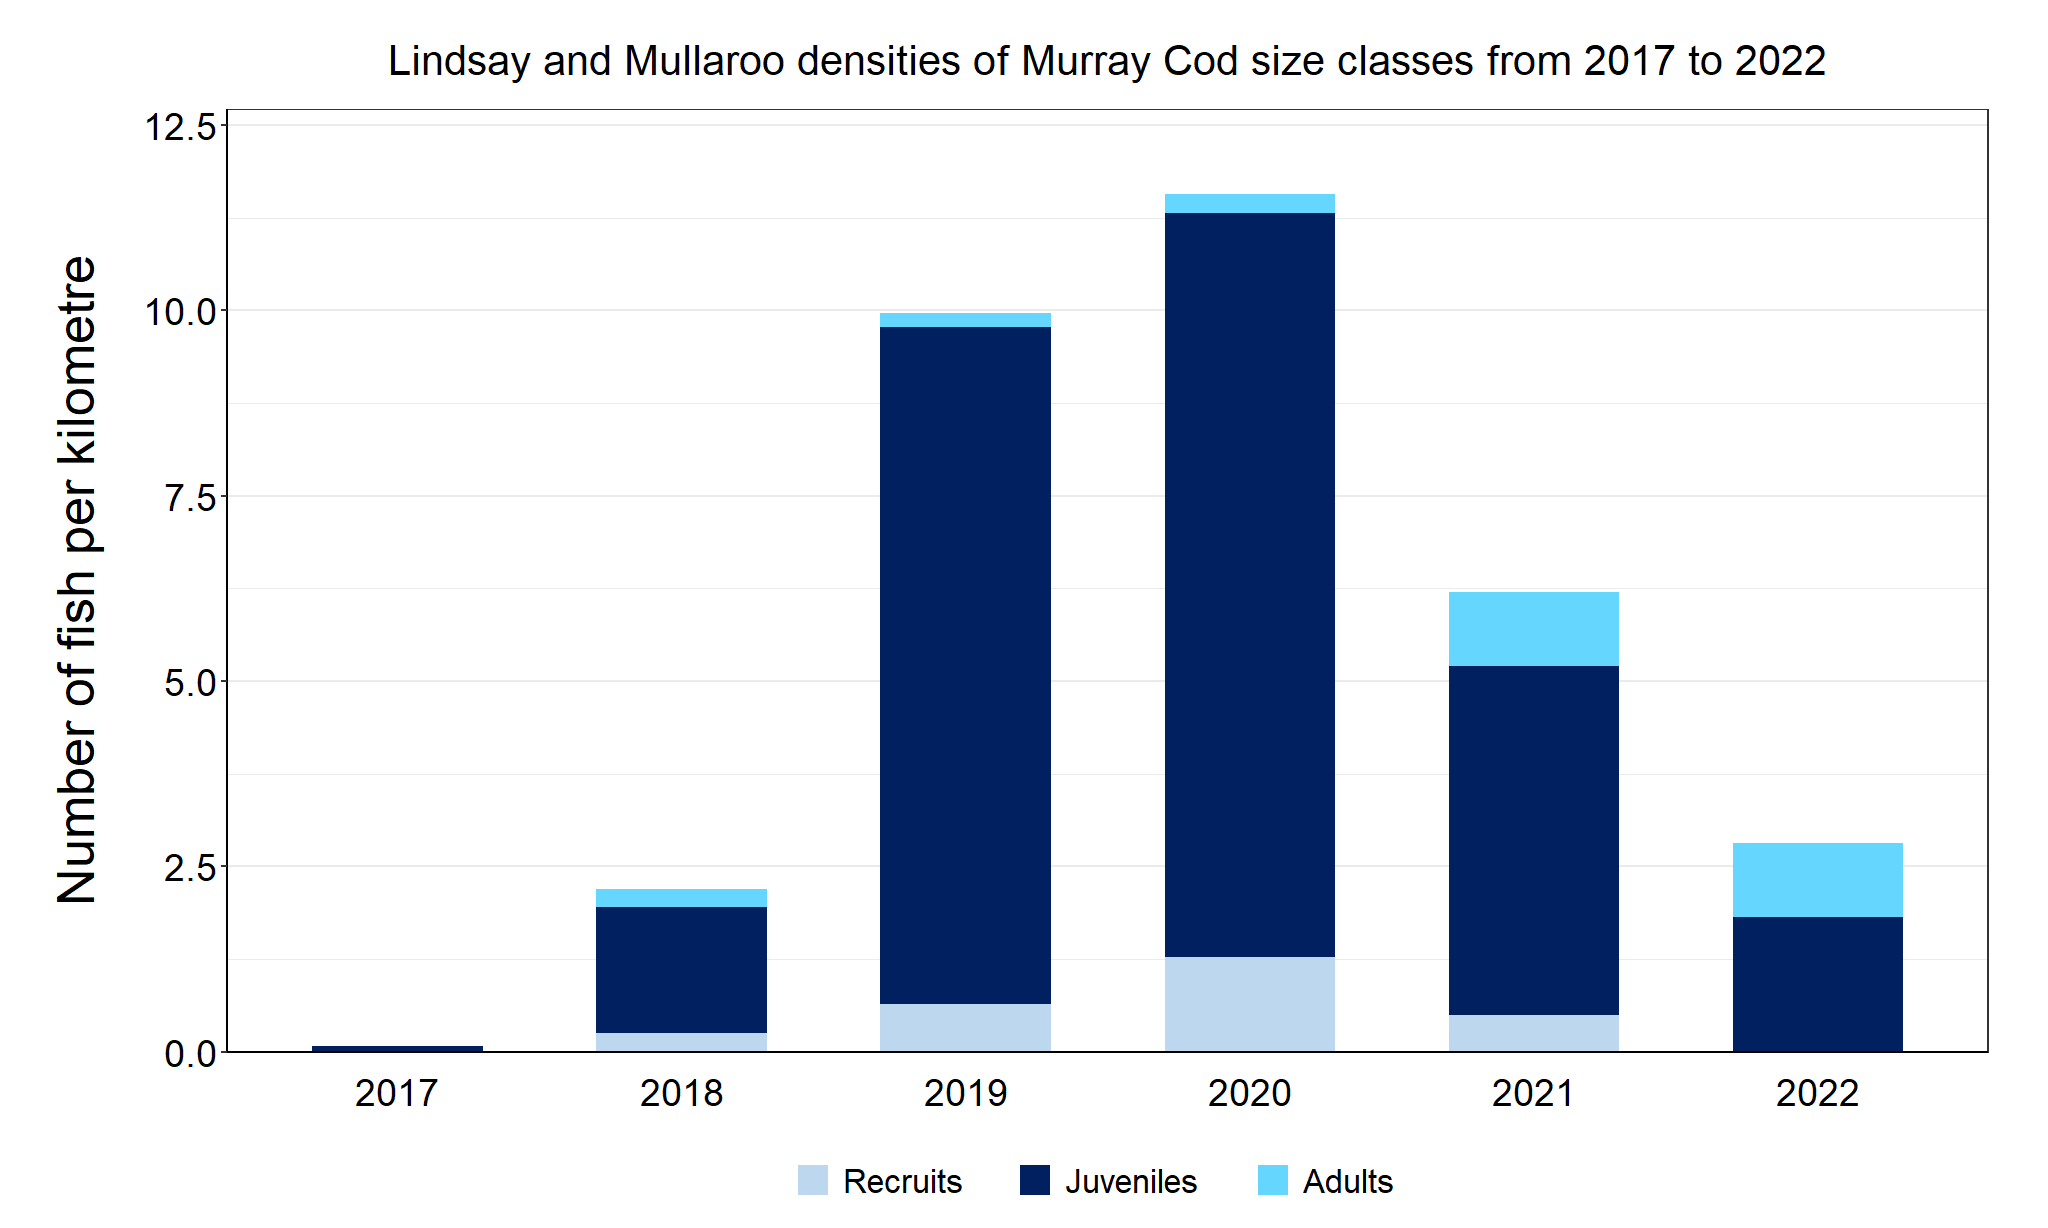 Lindsay and Mullaroo densities of Murray Cod size classes from 2017 to 2022
Number of fish per kilometre
12.5
10.0
7.5
5.0
2.5
0.0
2017 2018 2019 2020 2021 2022
Recruits Juveniles Adults